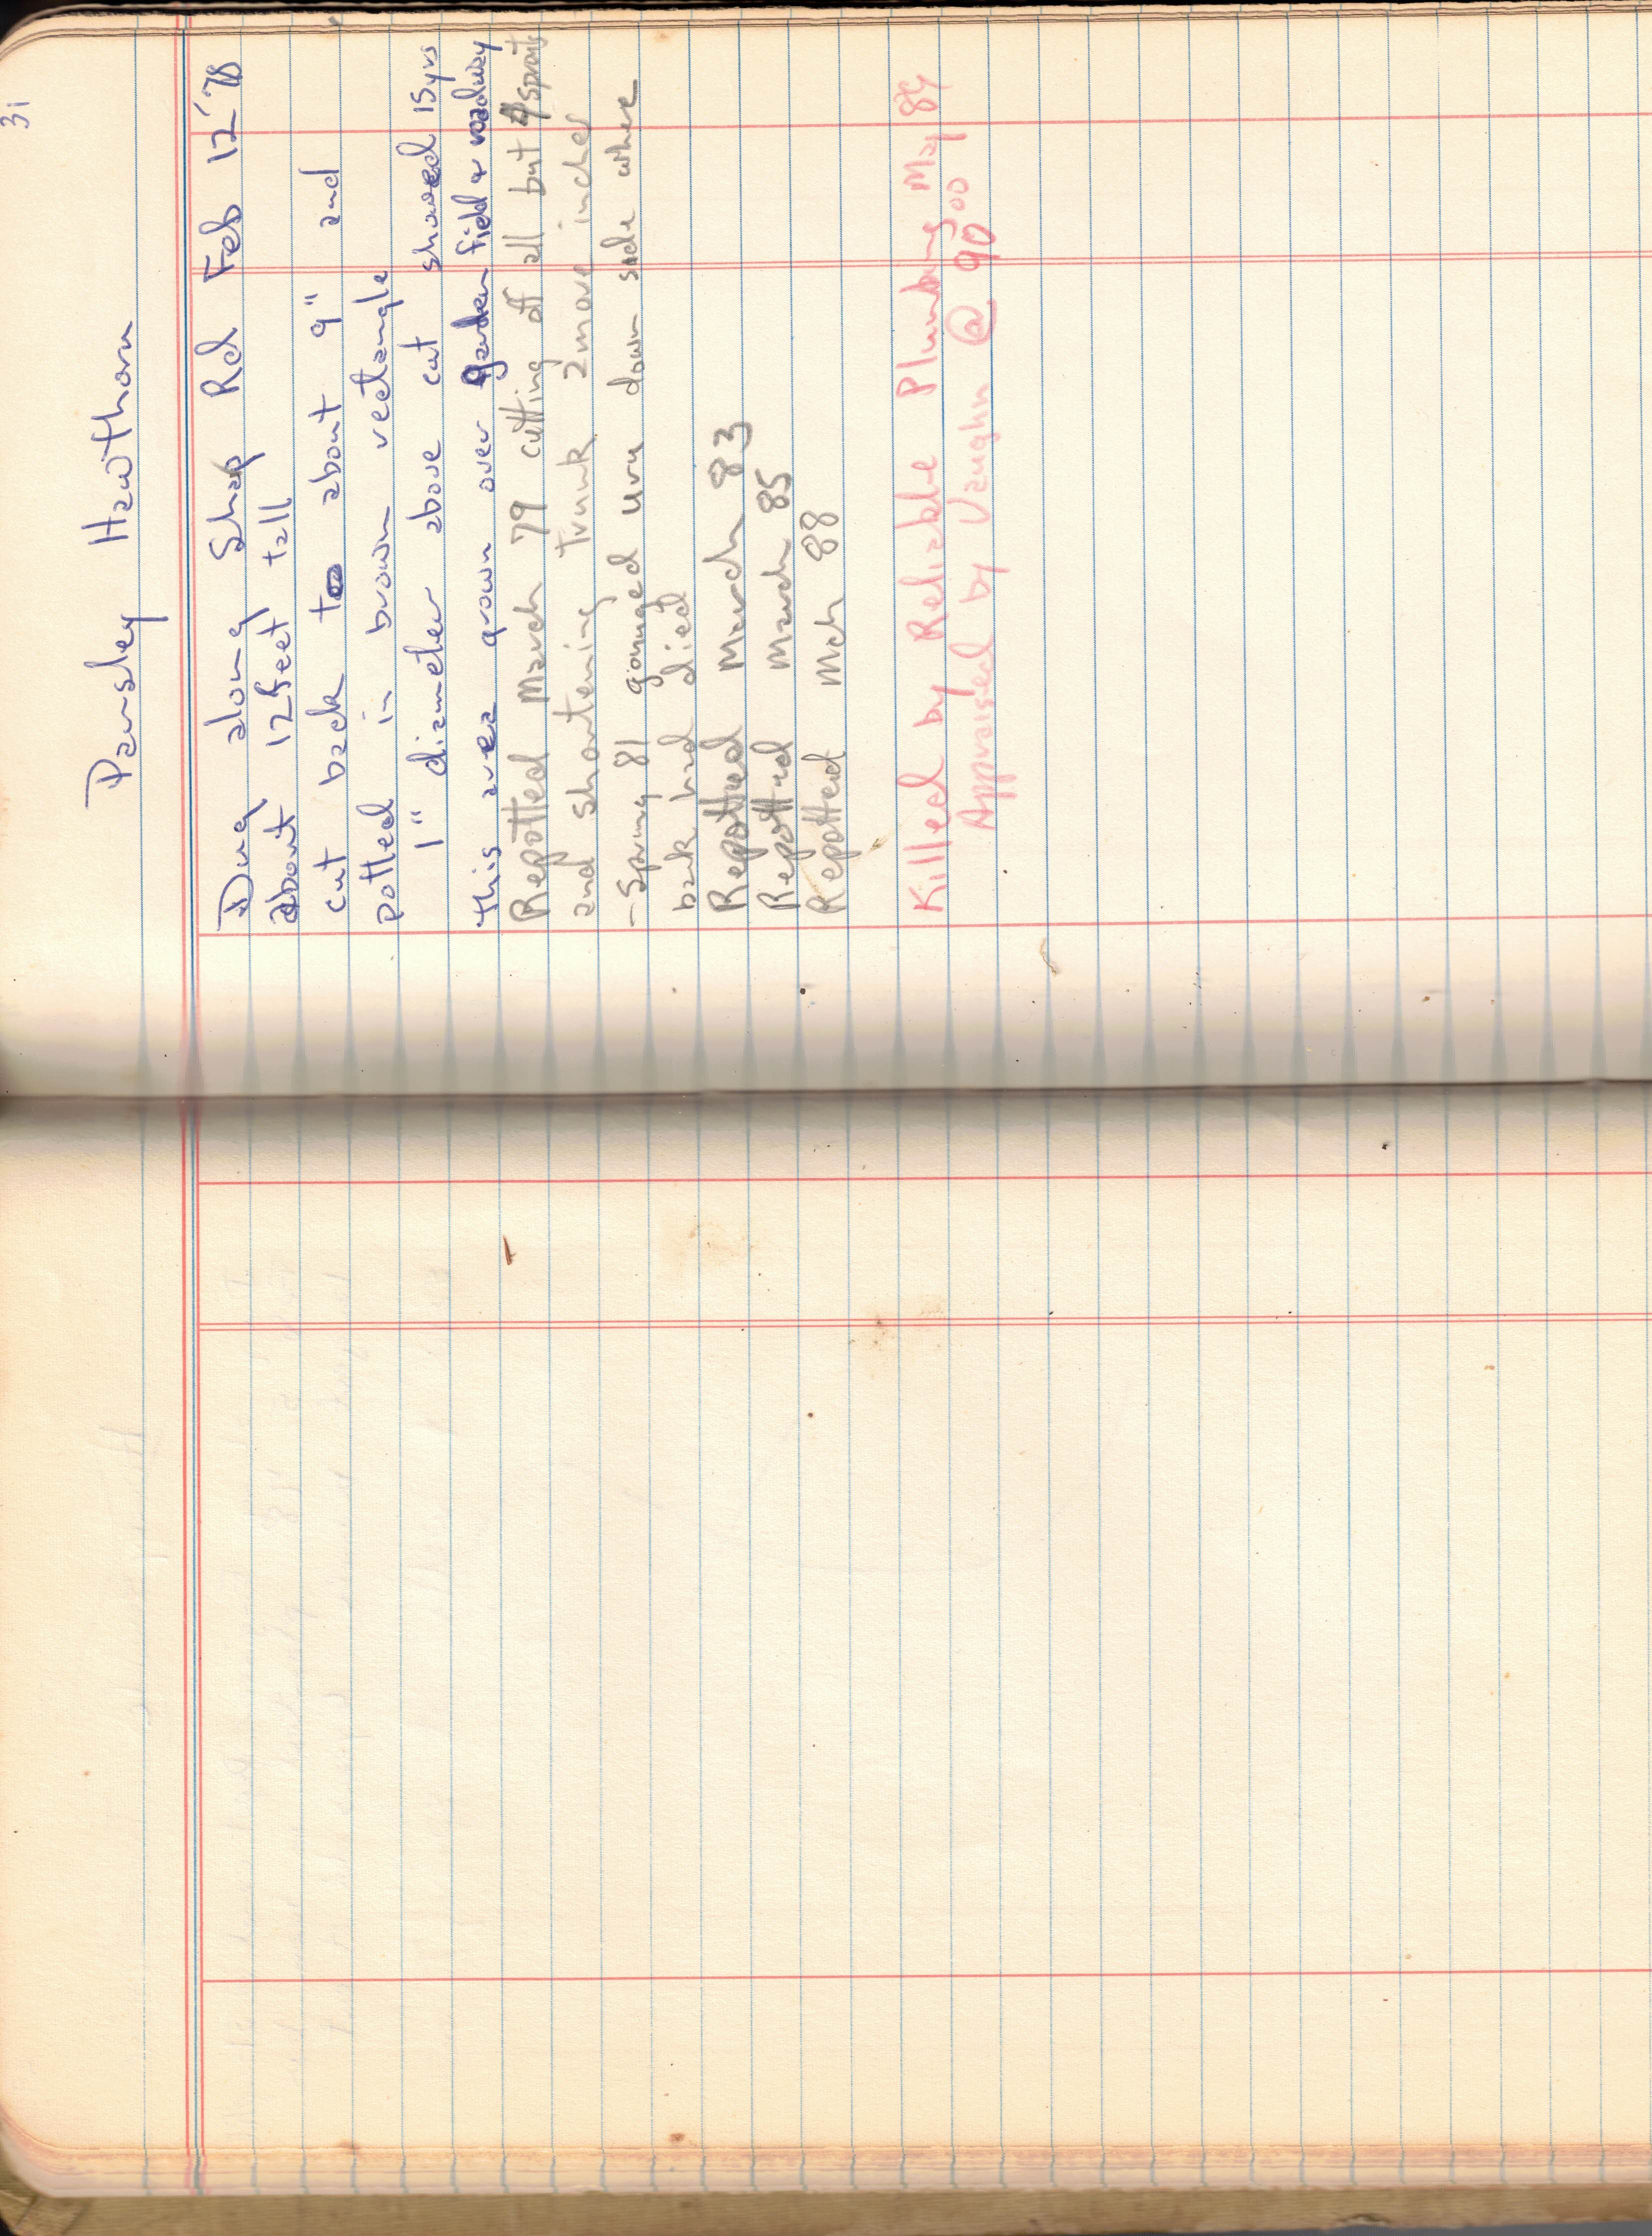 31
Parsley Hawthorn
Dug along Shop Rd Feb 12 '78
about 12 feet tall
cut back to about 9" and
potted in brown rectangle
1" diameter above cut showed 15 yrs
this area grown over garden field & roadway
Repotted March 79 cutting off all but 4 sprouts
and shortening trunk 2 more inches
- Spring 81 gouged uru down side where
bark had died
Repotted March 83
Repotted March 85
Repotted Mch 88
Killed by Reliable Plumbing May 89
Appraised by Vaughn @ 90 00